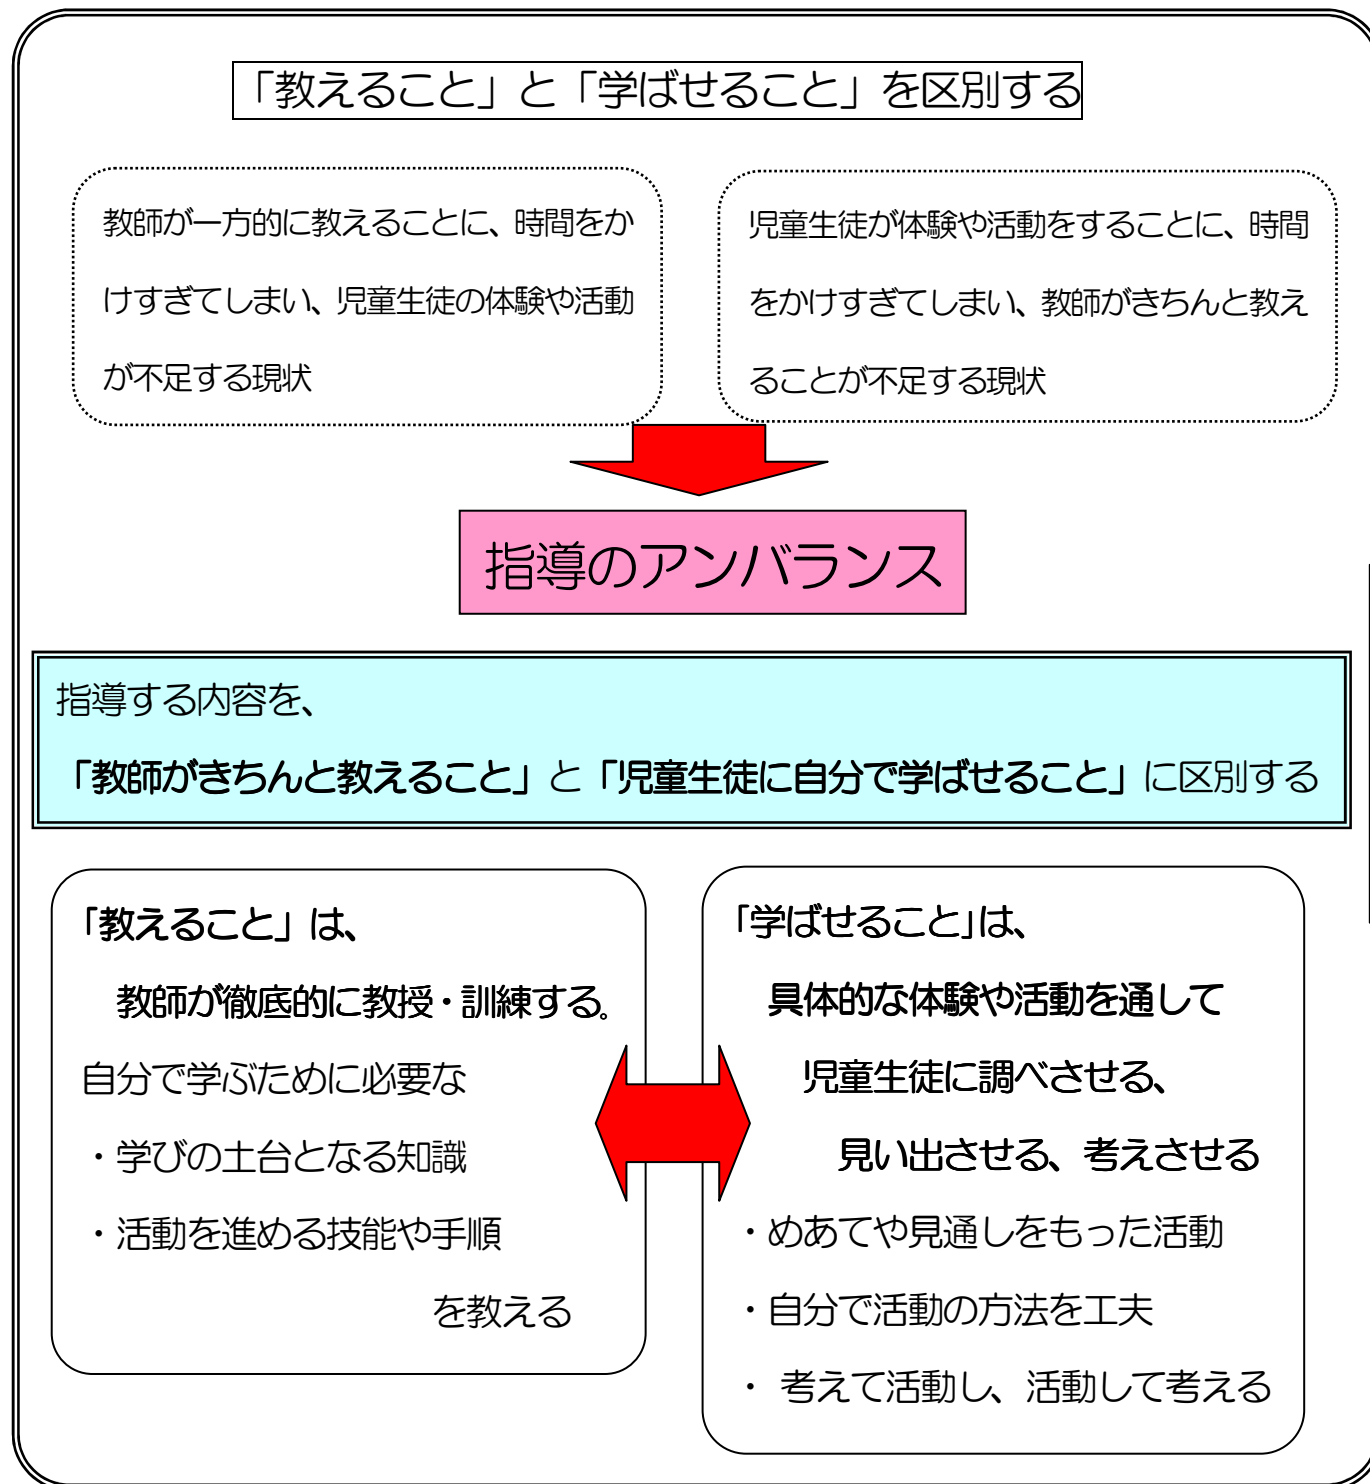 「教えること」と「学ばせること」を区別する
教師が一方的に教えることに、時間をか
けすぎてしまい、児童生徒の体験や活動
が不足する現状
児童生徒が体験や活動をすることに、時間
をかけすぎてしまい、教師がきちんと教え
ることが不足する現状
指導のアンバランス
指導する内容を、
「教師がきちんと教えること」と「児童生徒に自分で学ばせること」に区別する
「教えること」は、
教師が徹底的に教授・訓練する。
自分で学ぶために必要な
・学びの土台となる知識
・活動を進める技能や手順
を教える
「学ばせること」は、
具体的な体験や活動を通して
児童生徒に調べさせる、
見い出させる、考えさせる
・めあてや見通しをもった活動
・自分で活動の方法を工夫
・ 考えて活動し、活動して考える